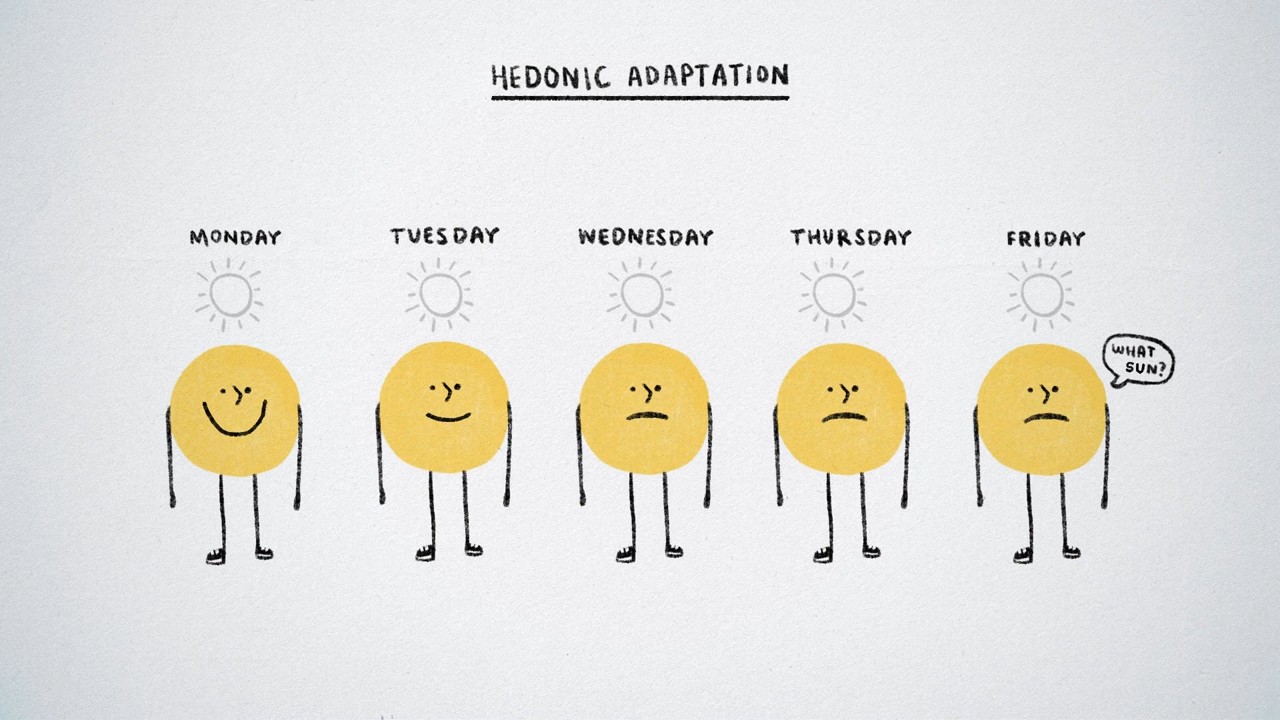 HEDONIC ADAPTATION
MONDAY
TUESDAY
WEDNESDAY
THURSDAY
FRIDAY
WHAT
SUN?